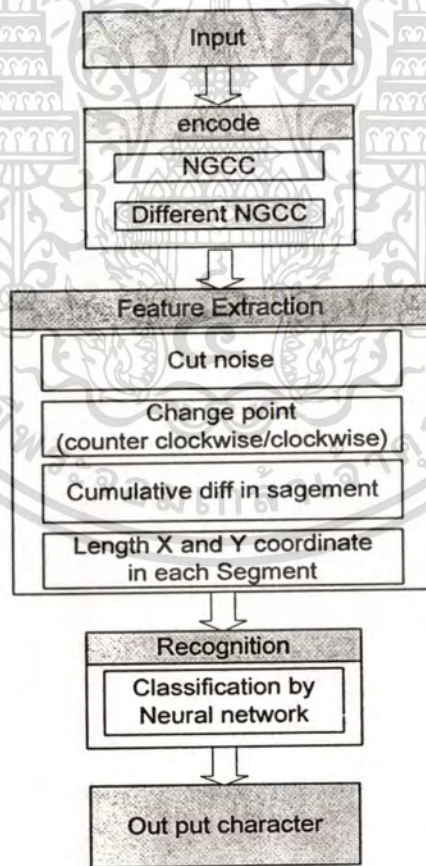 Input
encode
NGCC
Different NGCC
Feature Extraction
Cut noise
Change point
(counter clockwise/clockwise)
Cumulative diff in sagement
Length X and Y coordinate
in each Segment
Recognition
Classification by
Neural network
Out put character